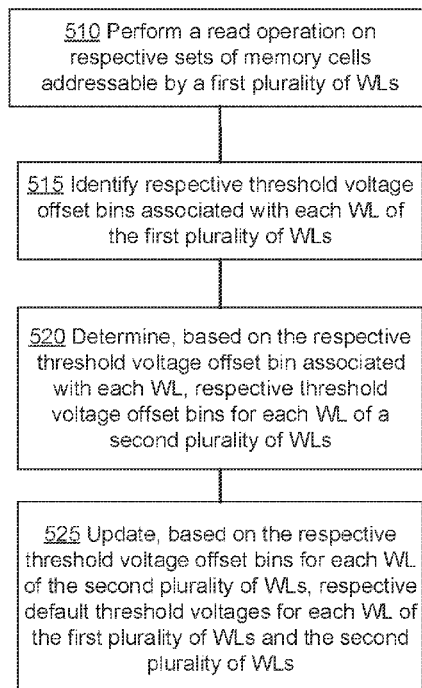 510 Perform a read operation on
respective sets of memory cells
addressable by a first plurality of WLs
515 Identify respective threshold voltage
offset bins associated with each WL of
the first plurality of WLs
520 Determine, based on the respective
threshold voltage offset bin associated
with each WL, respective threshold
voltage offset bins for each WL of a
second plurality of WLs
525 Update, based on the respective
threshold voltage offset bins for each WL
of the second plurality of WLs, respective
default threshold voltages for each WL of
the first plurality of WLs and the second
plurality of WLs